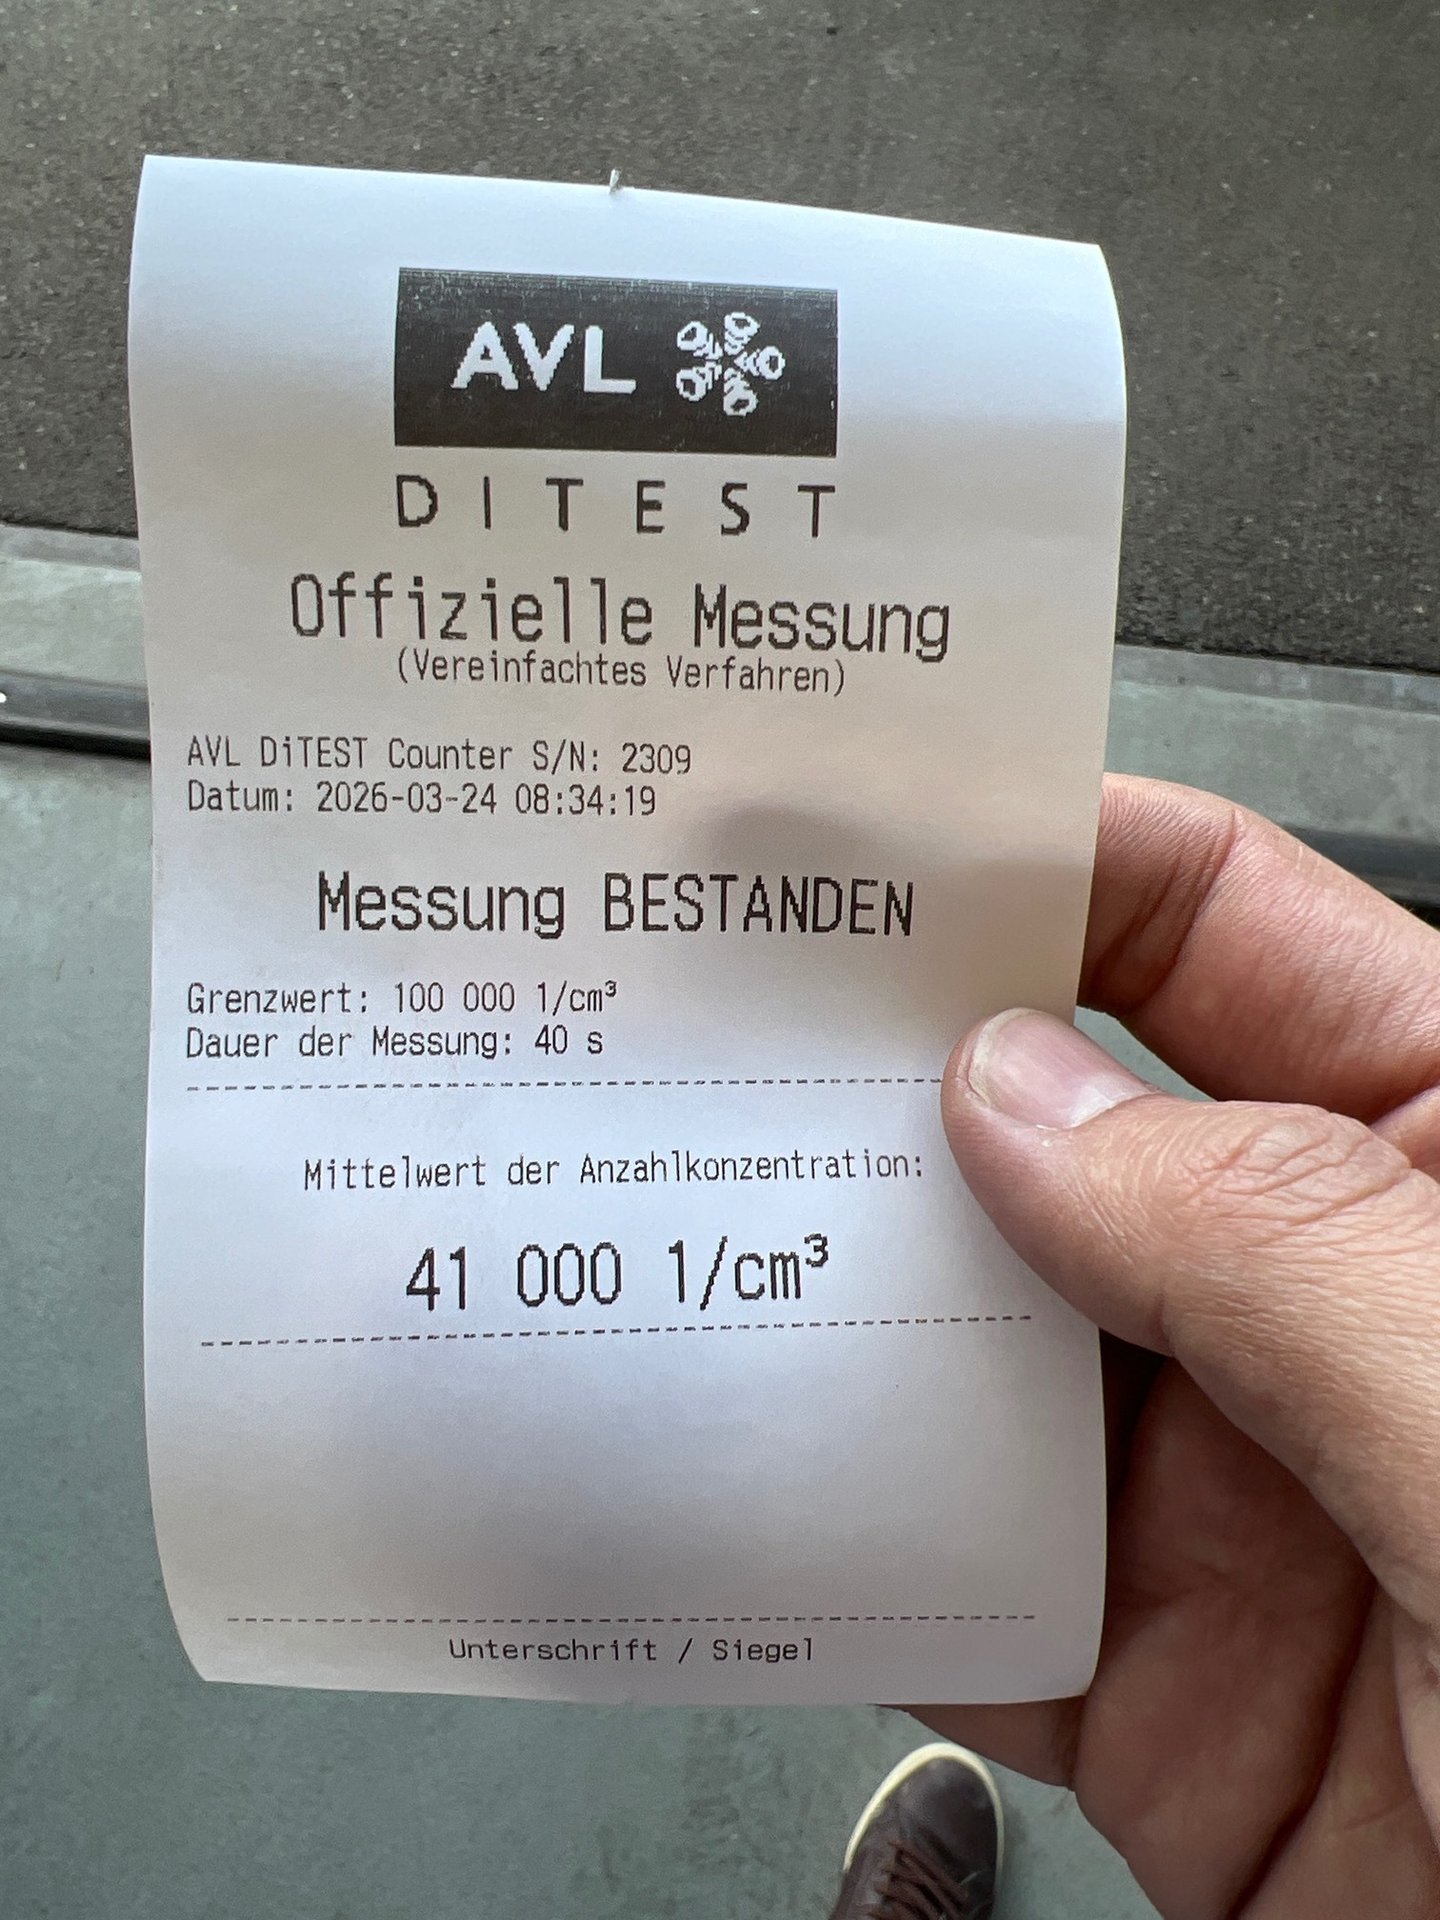 AVL
DITEST
Offizielle Messung
(Vereinfachtes Verfahren)
AVL DiTEST Counter S/N: 2309
Datum: 2026-03-24 08:34:19
Messung BESTANDEN
Grenzwert: 100 000 1/cm³
Dauer der Messung: 40 s
Mittelwert der Anzahlkonzentration:
41 000 1/cm³
Unterschrift / Siegel